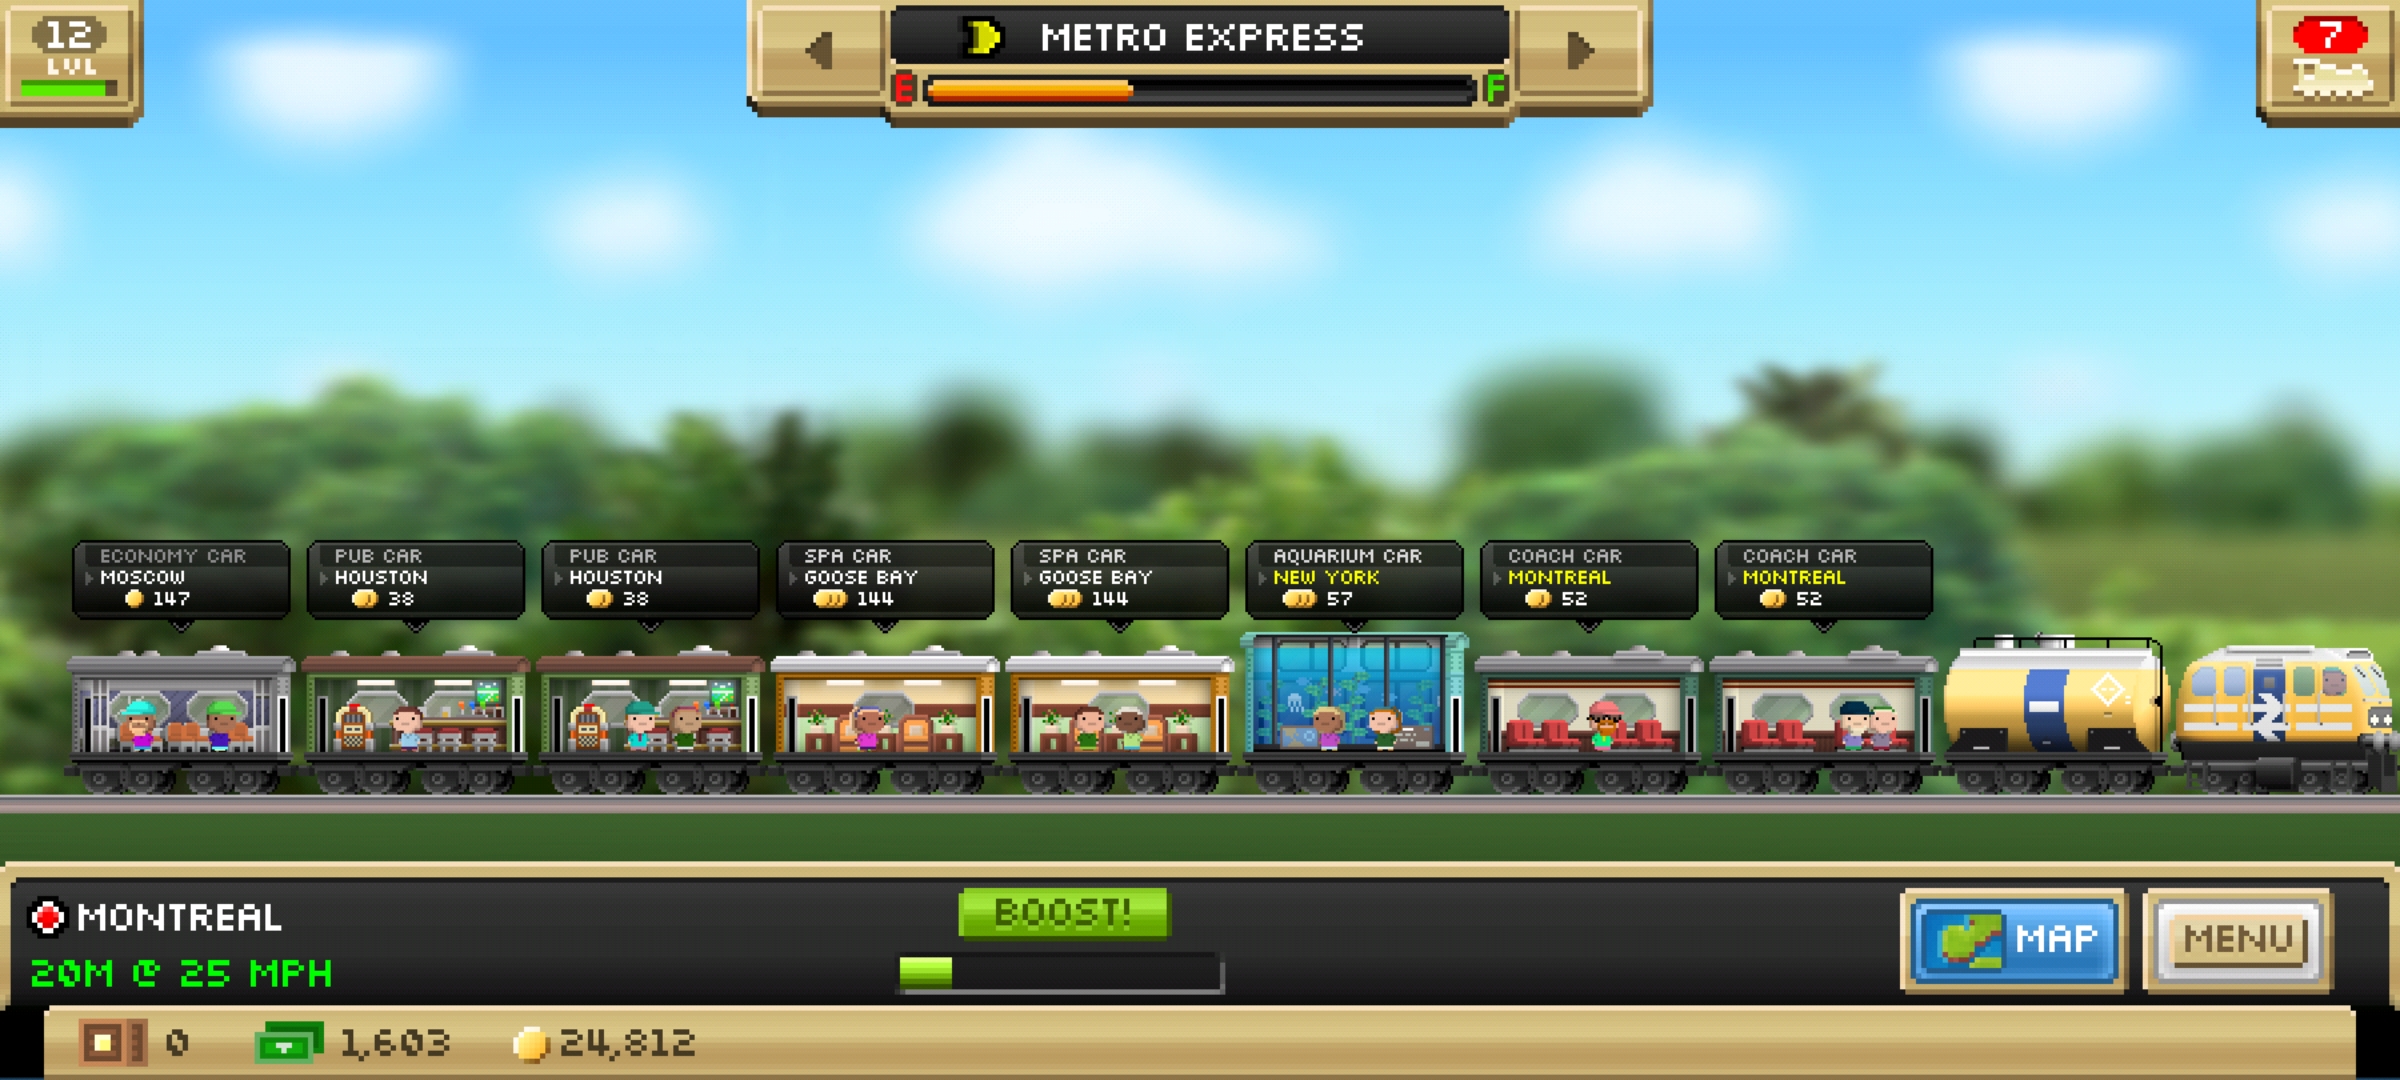 12
LVL
METRO EXPRESS
E F
7
ECONOMY CAR
MOSCOW
147
PUB CAR
HOUSTON
38
PUB CAR
HOUSTON
38
SPA CAR
GOOSE BAY
144
SPA CAR
GOOSE BAY
144
AQUARIUM CAR
NEW YORK
57
COACH CAR
MONTREAL
52
COACH CAR
MONTREAL
52
MONTREAL
20M @ 25 MPH
BOOST!
MAP
MENU
0
1,603
24,812